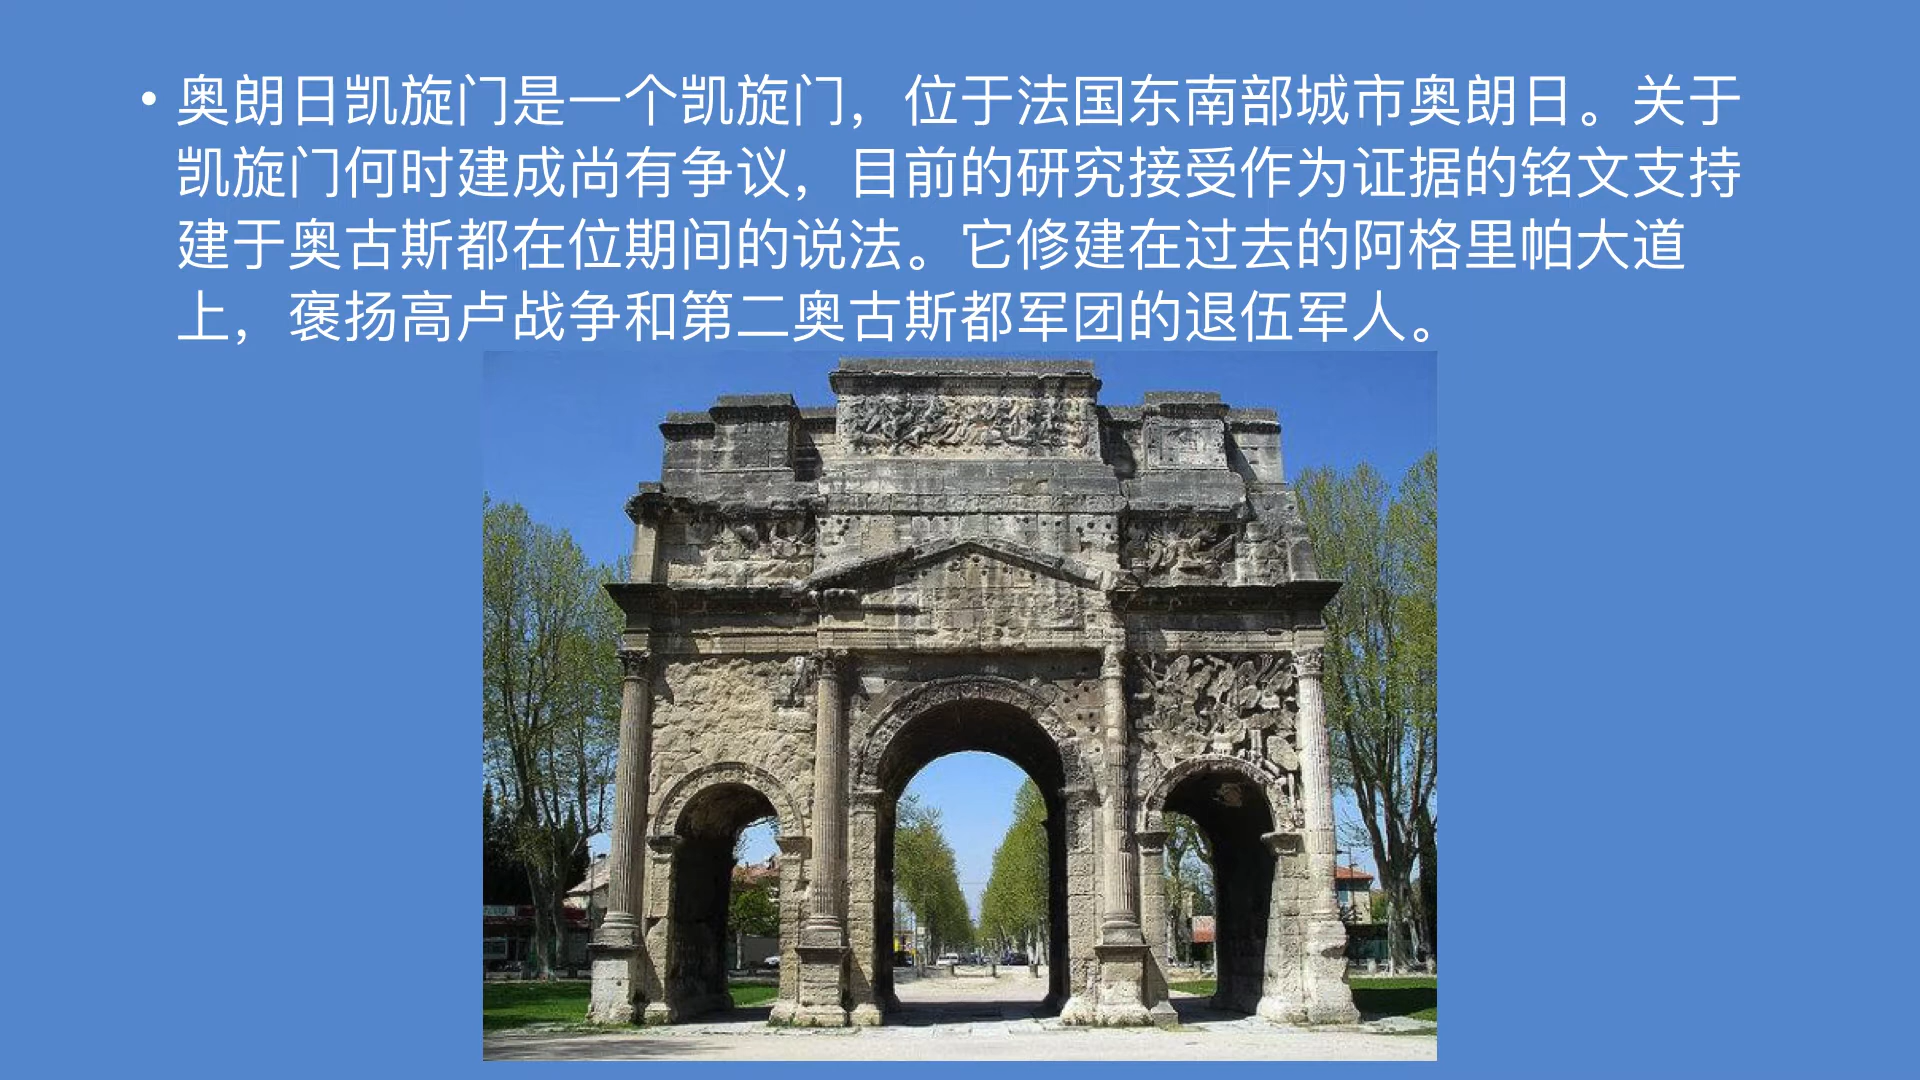 • 奥朗日凯旋门是一个凯旋门，位于法国东南部城市奥朗日。关于
凯旋门何时建成尚有争议，目前的研究接受作为证据的铭文支持
建于奥古斯都在位期间的说法。它修建在过去的阿格里帕大道
上，褒扬高卢战争和第二奥古斯都军团的退伍军人。